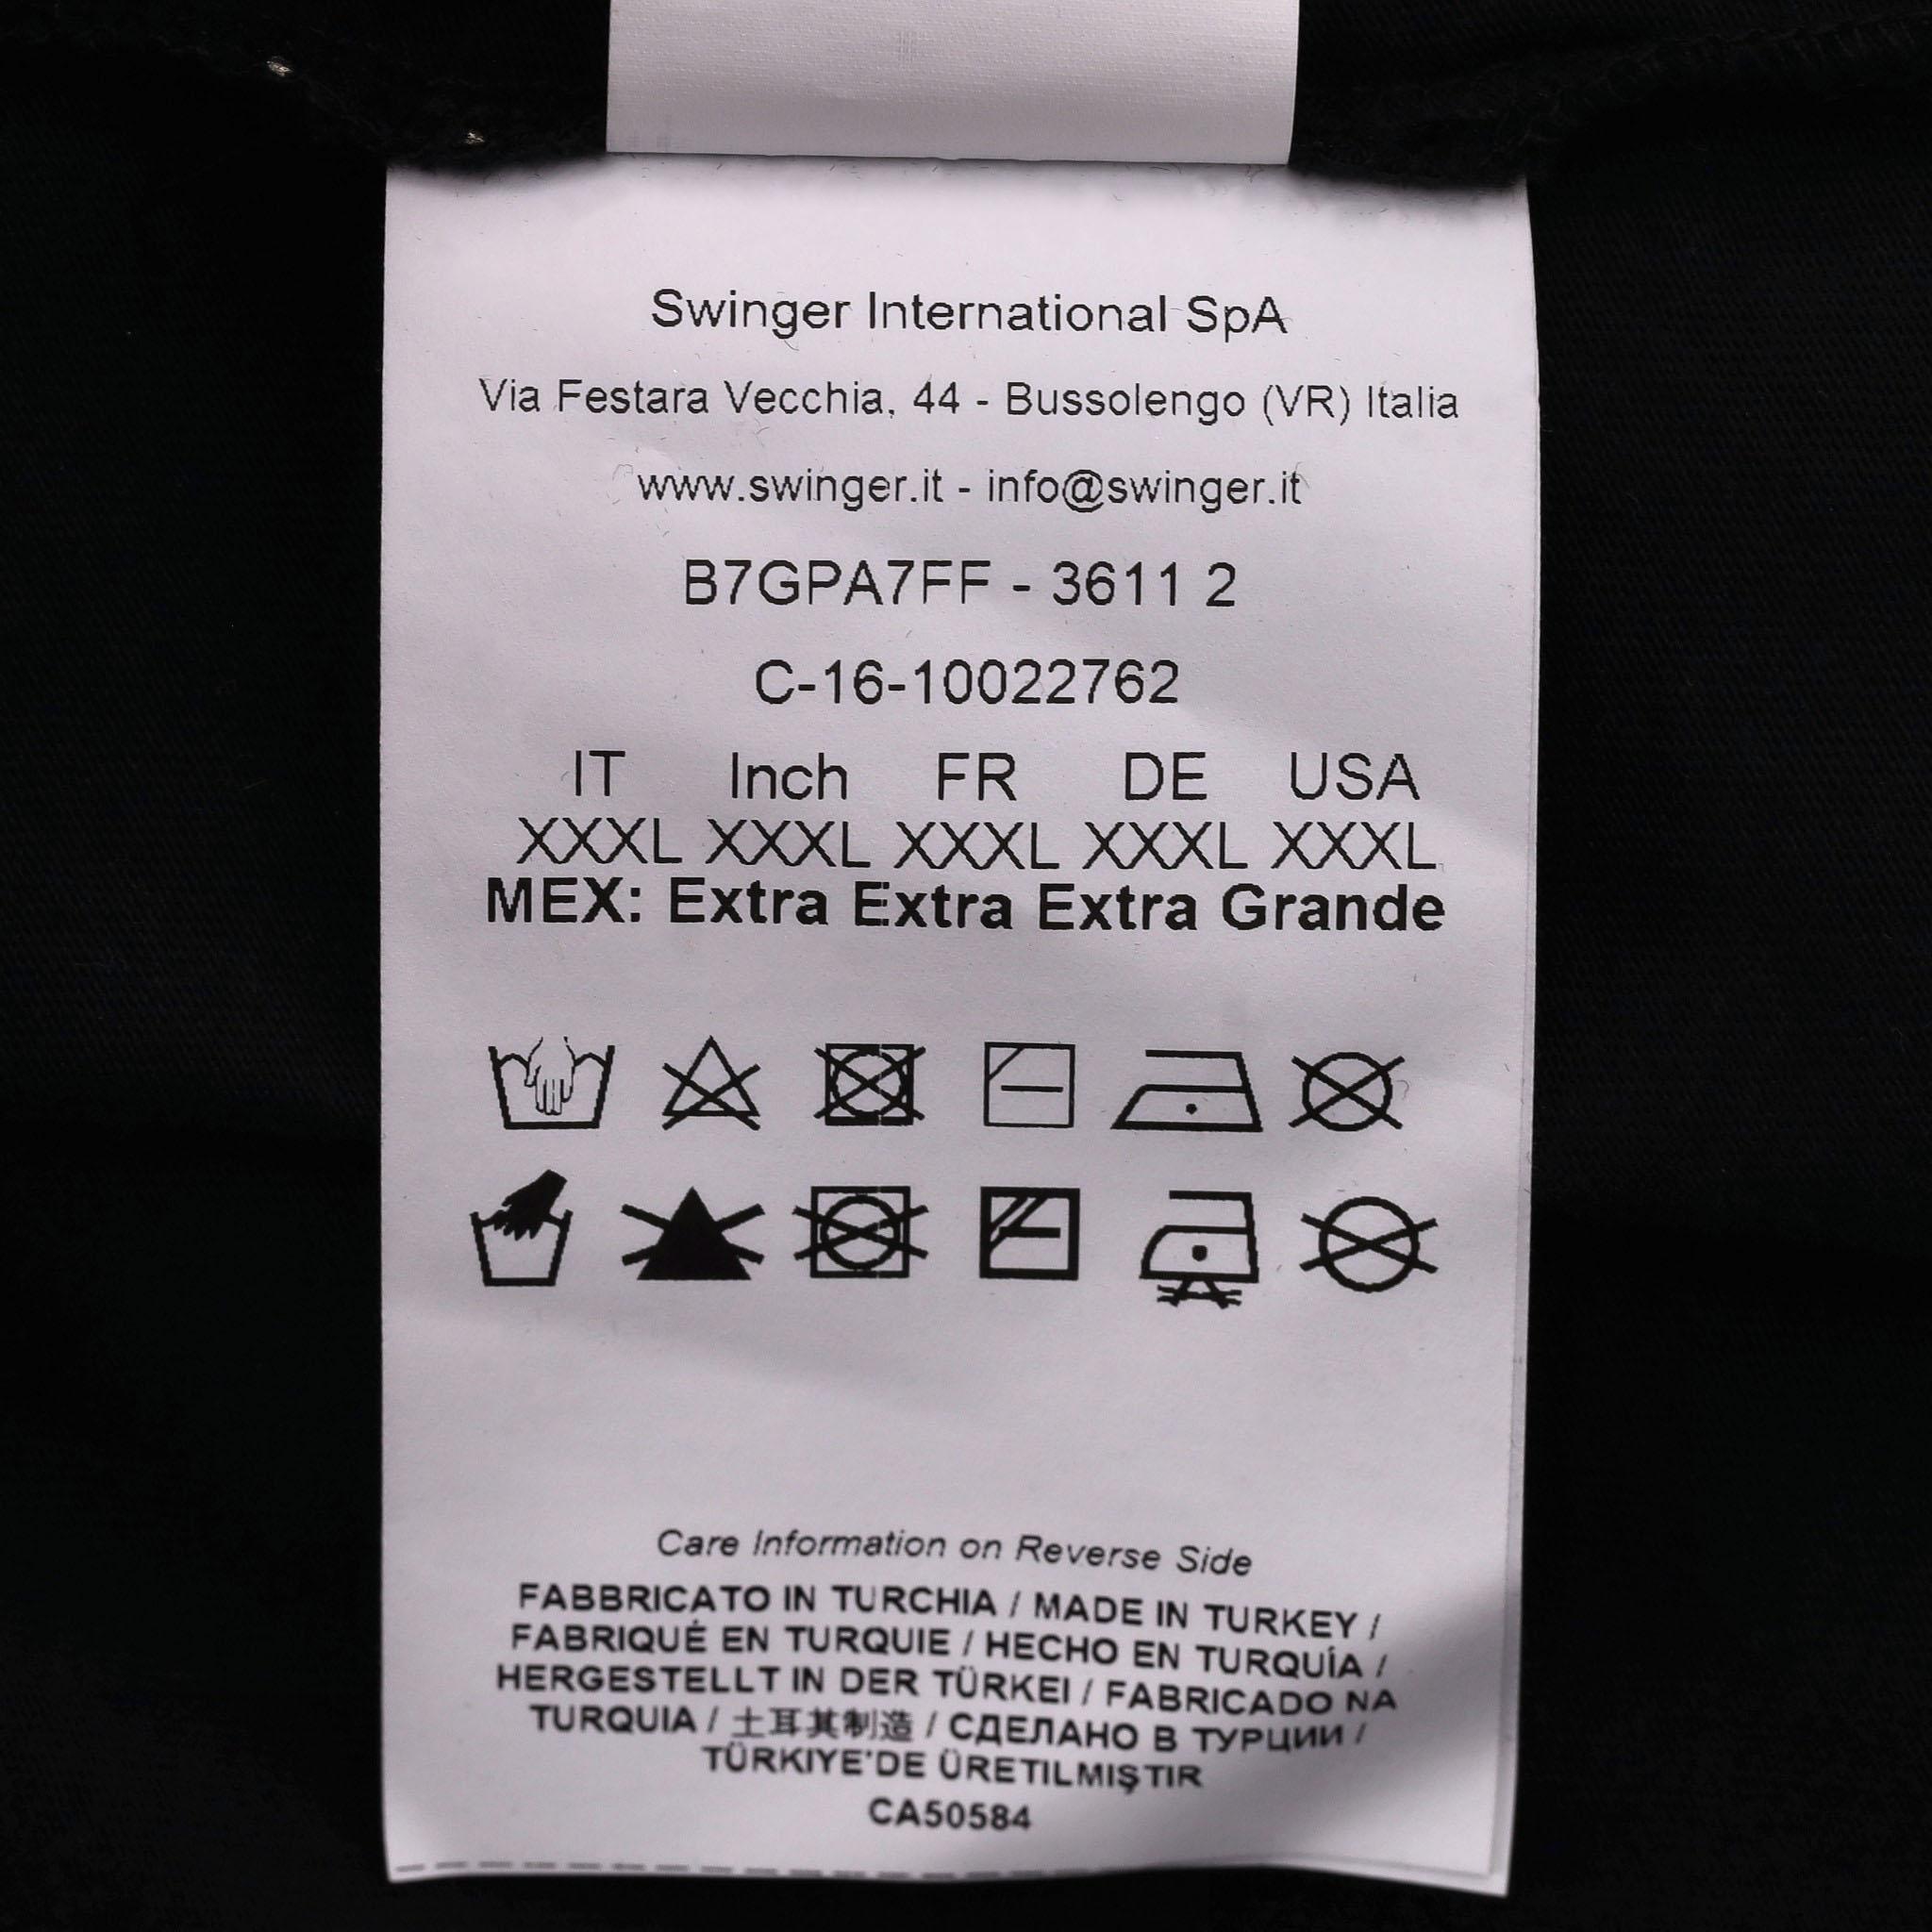 Swinger International SpA
Via Festara Vecchia, 44 - Bussolengo (VR) Italia
www.swinger.it - info@swinger.it
B7GPA7FF - 3611 2
C-16-10022762
IT Inch FR DE USA
XXXL XXXL XXXL XXXL XXXL
MEX: Extra Extra Extra Grande
Care Information on Reverse Side
FABBRICATO IN TURCHIA / MADE IN TURKEY /
FABRIQUÉ EN TURQUIE / HECHO EN TURQUÍA /
HERGESTELLT IN DER TÜRKEI / FABRICADO NA
TURQUIA / 土耳其制造 / СДЕЛАНО В ТУРЦИИ /
TÜRKIYE'DE ÜRETILMIŞTIR
CA50584